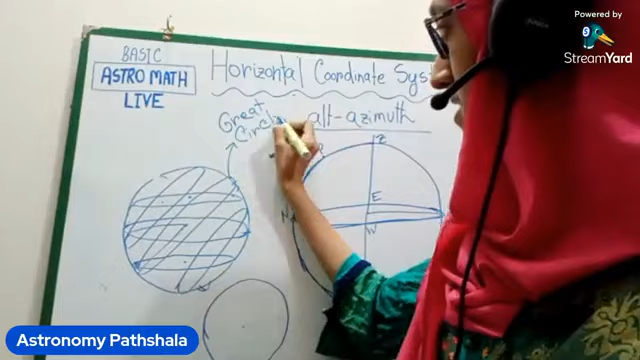 Powered by
StreamYard
BASIC
ASTRO MATH
LIVE
Horizontal Coordinate Sys
alt-azimuth
Great
Circle
Z
E
N
W
Astronomy Pathshala